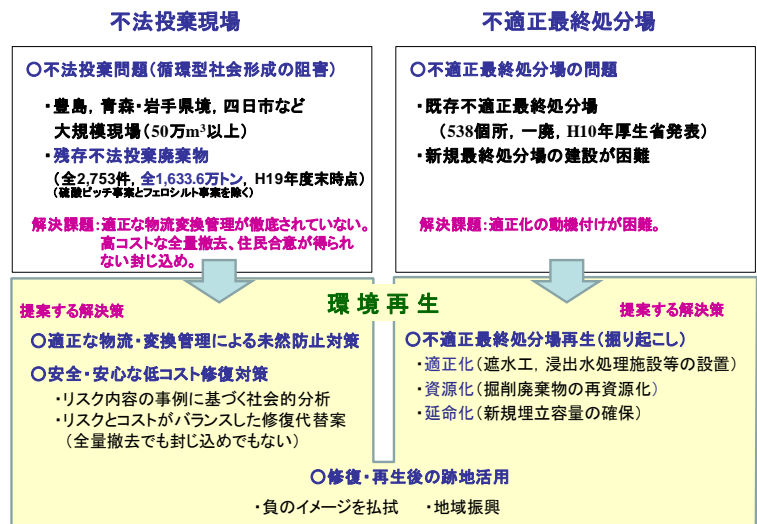 不法投棄現場
〇不法投棄問題(循環型社会形成の阻害)
・豊島,青森・岩手県境,四日市など
大規模現場(50万m³以上)
・残存不法投棄廃棄物
(全2,753件,全1,633.6万トン,H19年度末時点)
(硫酸ピッチ事案とフェロシルト事案を除く)
解決課題:適正な物流変換管理が徹底されていない。
高コストな全量撤去、住民合意が得られ
ない封じ込め。
不適正最終処分場
〇不適正最終処分場の問題
・既存不適正最終処分場
(538個所,一廃,H10年厚生省発表)
・新規最終処分場の建設が困難
解決課題:適正化の動機付けが困難。
環境再生
提案する解決策
〇適正な物流・変換管理による未然防止対策
〇安全・安心な低コスト修復対策
・リスク内容の事例に基づく社会的分析
・リスクとコストがバランスした修復代替案
(全量撤去でも封じ込めでもない)
提案する解決策
〇不適正最終処分場再生(掘り起こし)
・適正化(遮水工,浸出水処理施設等の設置)
・資源化(掘削廃棄物の再資源化)
・延命化(新規埋立容量の確保)
〇修復・再生後の跡地活用
・負のイメージを払拭 ・地域振興